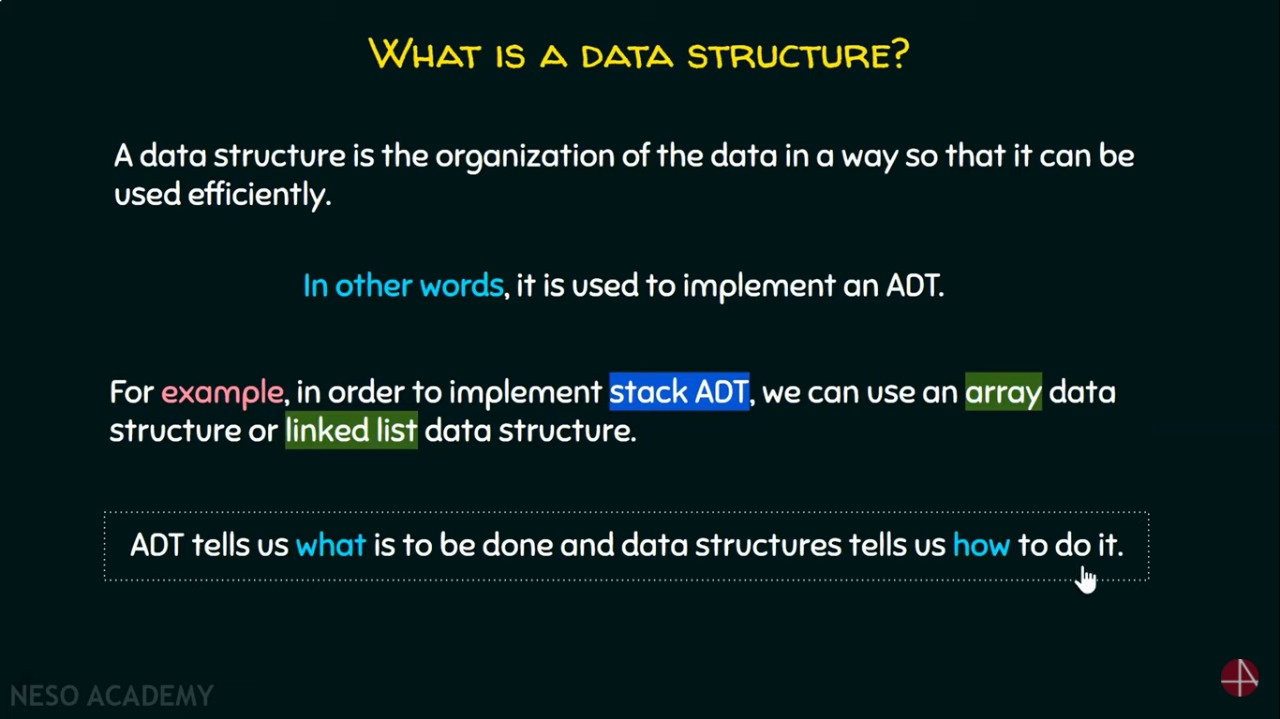 WHAT IS A DATA STRUCTURE?
A data structure is the organization of the data in a way so that it can be
used efficiently.
In other words, it is used to implement an ADT.
For example, in order to implement stack ADT, we can use an array data
structure or linked list data structure.
ADT tells us what is to be done and data structures tells us how to do it.
NESO ACADEMY